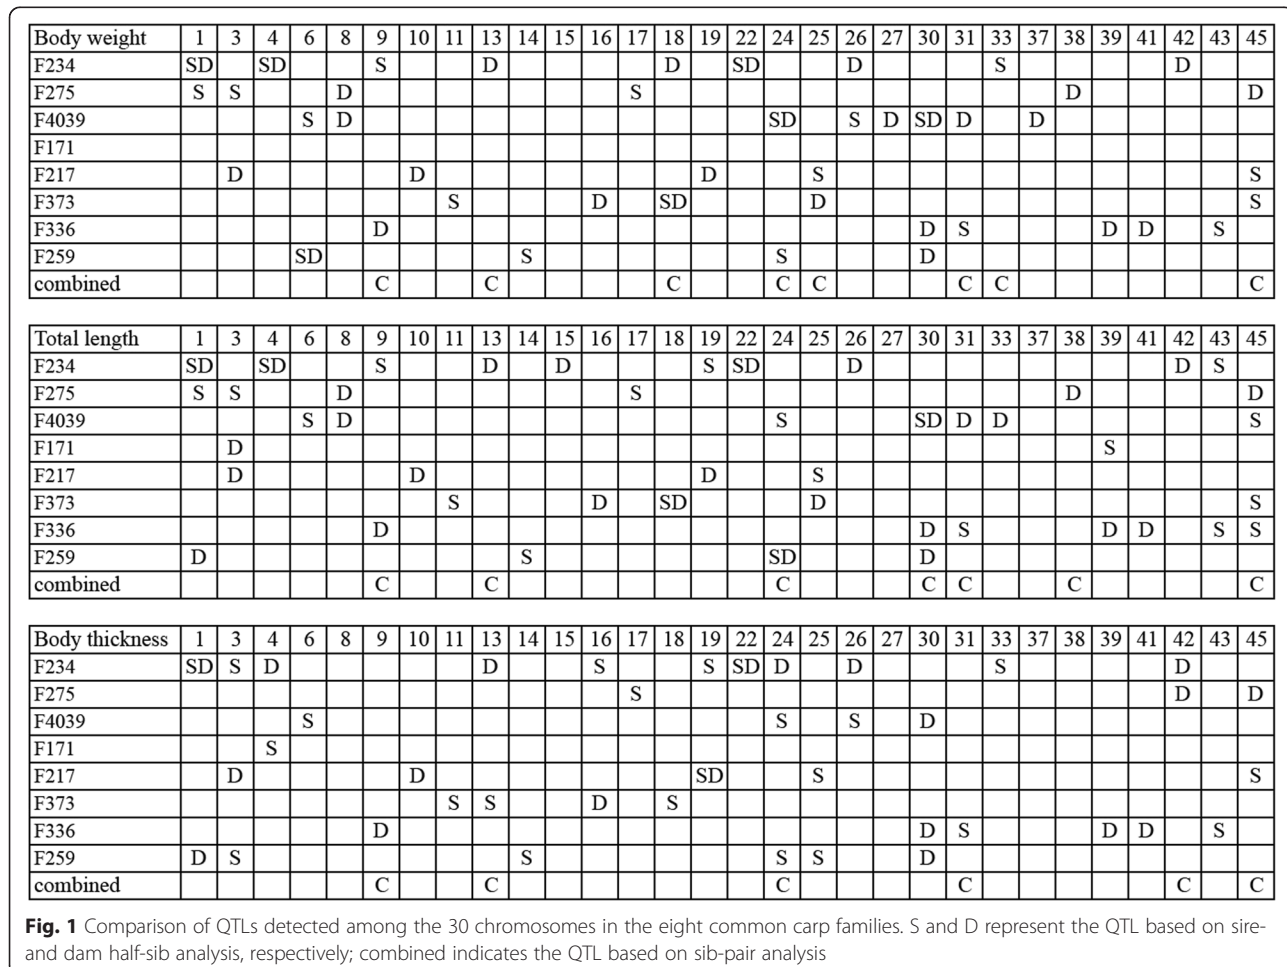 Body weight 1 3 4 6 8 9 10 11 13 14 15 16 17 18 19 22 24 25 26 27 30 31 33 37 38 39 41 42 43 45
F234 SD SD S D D SD D S D
F275 S S D S D D
F4039 S D SD S D SD D D
F171
F217 D D D S S
F373 S D SD D S
F336 D D S D D S
F259 SD S S D
combined C C C C C C C C
Total length 1 3 4 6 8 9 10 11 13 14 15 16 17 18 19 22 24 25 26 27 30 31 33 37 38 39 41 42 43 45
F234 SD SD S D D S SD D D S
F275 S S D S D D
F4039 S D S SD D D S
F171 D S
F217 D D D S
F373 S D SD D S
F336 D D S D D S S
F259 D S SD D
combined C C C C C C C
Body thickness 1 3 4 6 8 9 10 11 13 14 15 16 17 18 19 22 24 25 26 27 30 31 33 37 38 39 41 42 43 45
F234 SD S D D S S SD D D S D
F275 S D D
F4039 S S S D
F171 S
F217 D D SD S S
F373 S S D S
F336 D D S D D S
F259 D S S S S D
combined C C C C C C
Fig. 1 Comparison of QTLs detected among the 30 chromosomes in the eight common carp families. S and D represent the QTL based on sire-
and dam half-sib analysis, respectively; combined indicates the QTL based on sib-pair analysis